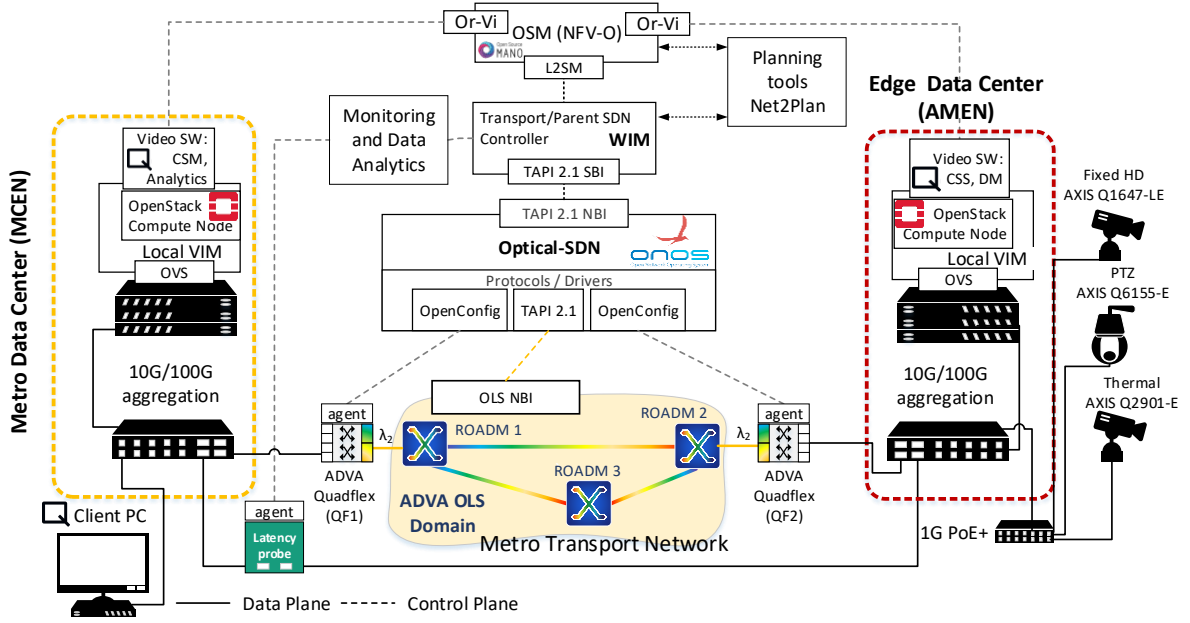 Or-Vi
Or-Vi
OSM (NFV-O)
Open Source
MANO
L2SM
Planning
tools
Net2Plan
Transport/Parent SDN
Controller
WIM
TAPI 2.1 SBI
Monitoring
and Data
Analytics
TAPI 2.1 NBI
Optical-SDN
onos
Open Network Operating System
Protocols / Drivers
OpenConfig
TAPI 2.1
OpenConfig
Metro Data Center (MCEN)
Video SW:
CSM,
Analytics
OpenStack
Compute Node
Local VIM
OVS
10G/100G
aggregation
Edge Data Center
(AMEN)
Video SW:
CSS, DM
OpenStack
Compute Node
Local VIM
OVS
10G/100G
aggregation
Fixed HD
AXIS Q1647-LE
PTZ
AXIS Q6155-E
Thermal
AXIS Q2901-E
OLS NBI
agent
λ2
ROADM 1
ROADM 2
λ2
agent
ROADM 3
ADVA
Quadflex
(QF1)
ADVA OLS
Domain
ADVA
Quadflex
(QF2)
Metro Transport Network
Client PC
agent
Latency
probe
1G PoE+
Data Plane
Control Plane